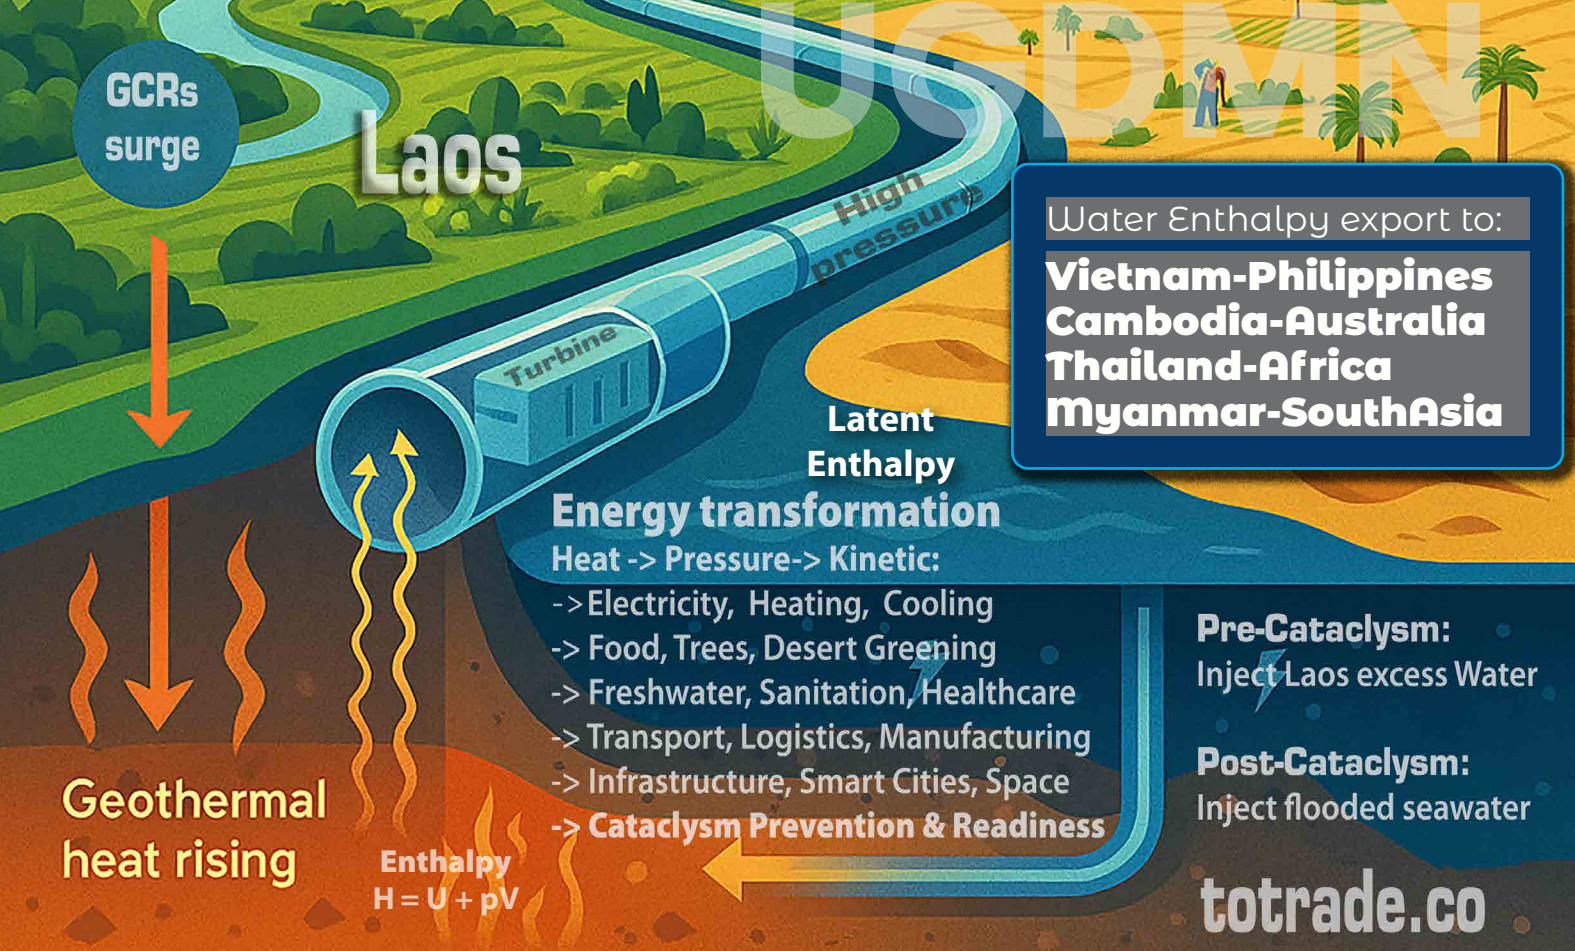 UGDMN
GCRs
surge
Laos
High
pressure
Water Enthalpy export to:
Vietnam-Philippines
Cambodia-Australia
Thailand-Africa
Myanmar-SouthAsia
Turbine
Latent
Enthalpy
Energy transformation
Heat -> Pressure-> Kinetic:
->Electricity, Heating, Cooling
-> Food, Trees, Desert Greening
-> Freshwater, Sanitation, Healthcare
-> Transport, Logistics, Manufacturing
-> Infrastructure, Smart Cities, Space
-> Cataclysm Prevention & Readiness
Pre-Cataclysm:
Inject Laos excess Water
Post-Cataclysm:
Inject flooded seawater
Geothermal
heat rising
Enthalpy
H = U + pV
totrade.co